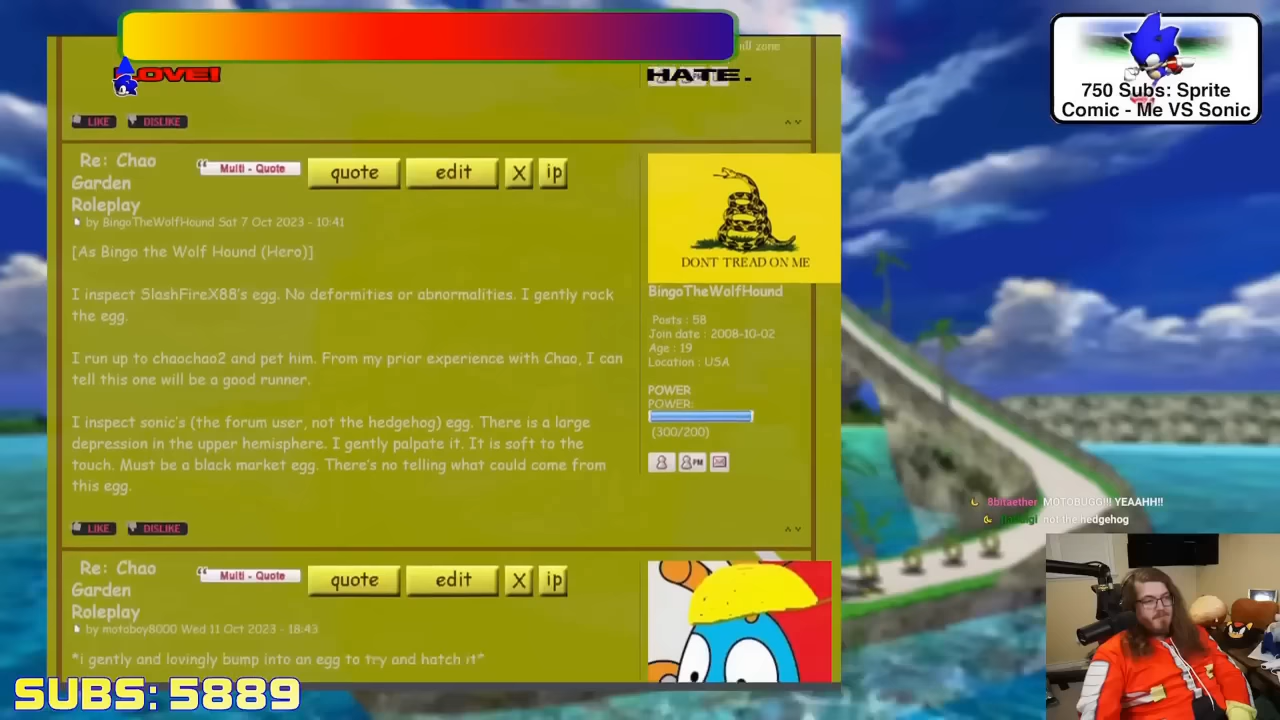 LOVE!
HATE.
750 Subs: Sprite
Comic - Me VS Sonic
LIKE DISLIKE
Re: Chao
Garden
Roleplay
Multi - Quote quote edit X ip
by BingoTheWolfHound Sat 7 Oct 2023 - 10:41
[As Bingo the Wolf Hound (Hero)]
I inspect SlashFireX88's egg. No deformities or abnormalities. I gently rock
the egg.
I run up to chaochao2 and pet him. From my prior experience with Chao, I can
tell this one will be a good runner.
I inspect sonic's (the forum user, not the hedgehog) egg. There is a large
depression in the upper hemisphere. I gently palpate it. It is soft to the
touch. Must be a black market egg. There's no telling what could come from
this egg.
DONT TREAD ON ME
BingoTheWolfHound
Posts : 58
Join date : 2008-10-02
Age : 19
Location : USA
POWER
POWER:
(300/200)
PM
LIKE DISLIKE
Re: Chao
Garden
Roleplay
Multi - Quote quote edit X ip
by motoboy8000 Wed 11 Oct 2023 - 18:43
*i gently and lovingly bump into an egg to try and hatch it*
8bitaether MOTOBUGG!!! YEAAHH!!
not the hedgehog
SUBS: 5889